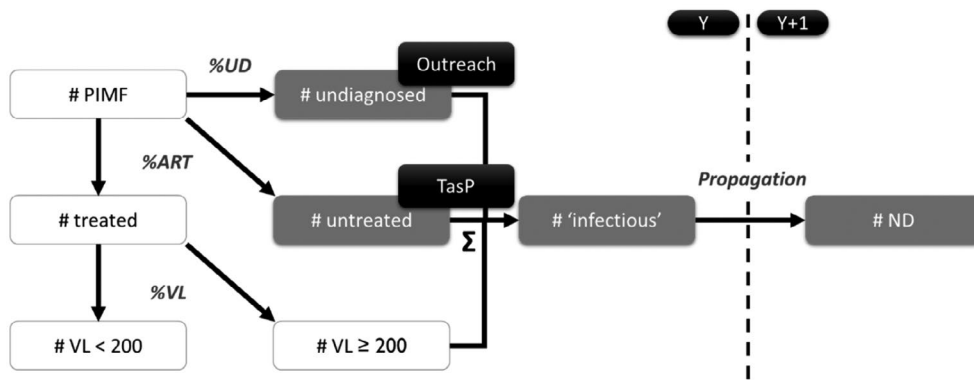 Y
Y+1
%UD
Outreach
# PIMF
# undiagnosed
%ART
TasP
Propagation
# treated
# untreated
# 'infectious'
# ND
Σ
%VL
# VL < 200
# VL ≥ 200